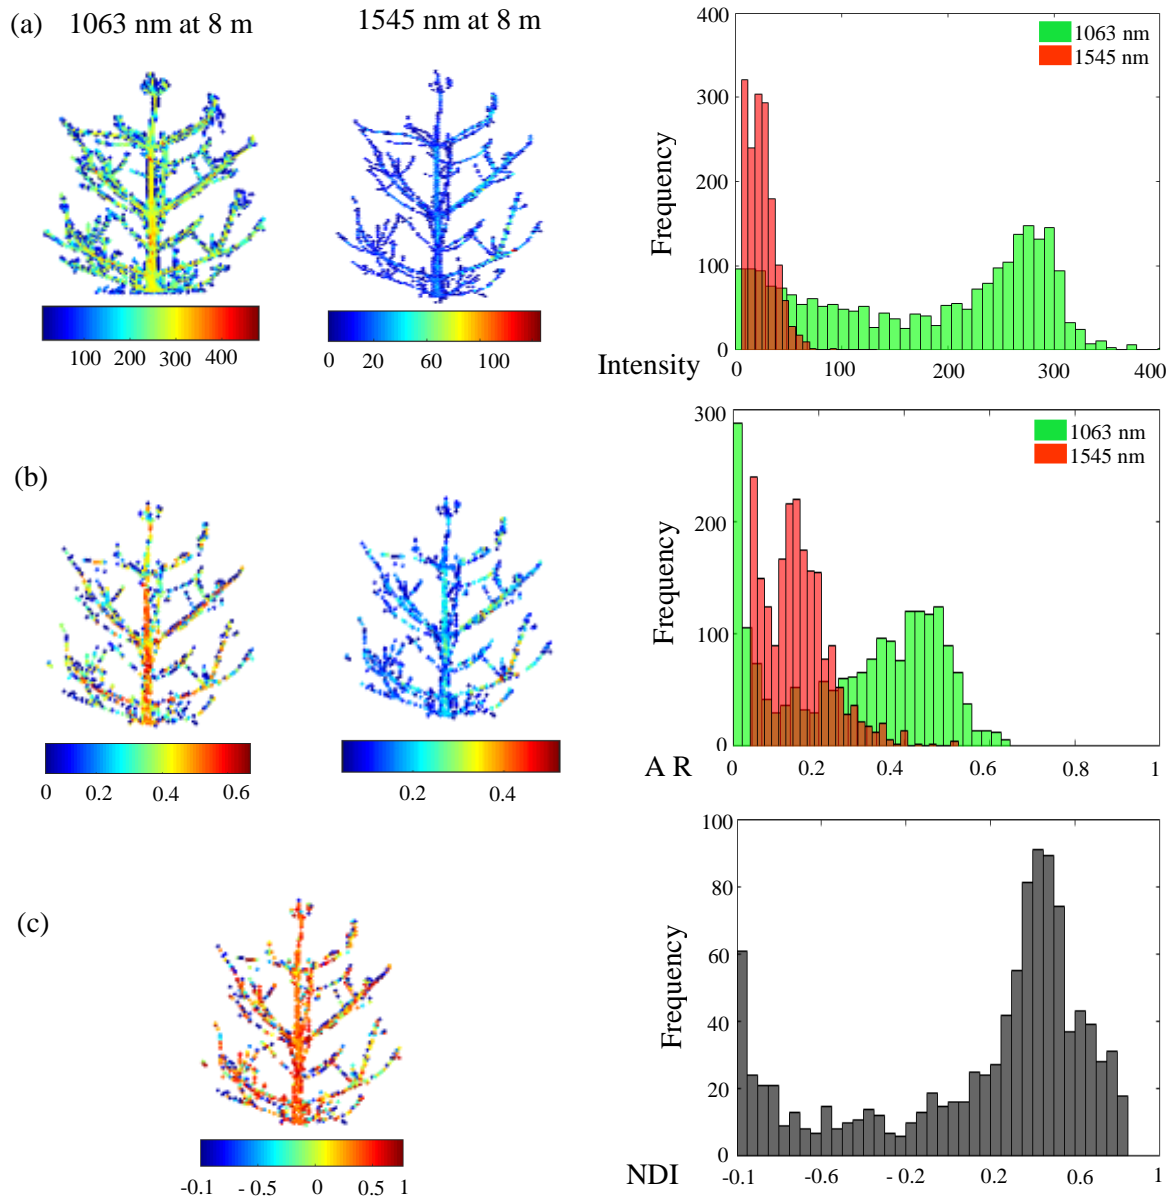 (a) 1063 nm at 8 m 1545 nm at 8 m
400
300
200
100
0
Frequency
1063 nm
1545 nm
100 200 300 400
0 20 60 100
Intensity 0 100 200 300 400
(b)
300
200
100
0
Frequency
1063 nm
1545 nm
0 0.2 0.4 0.6
0.2 0.4
A R 0 0.2 0.4 0.6 0.8 1
(c)
100
80
60
40
20
0
Frequency
-0.1 - 0.5 0 0.5 1
NDI -0.1 -0.6 -0.2 0.2 0.6 1